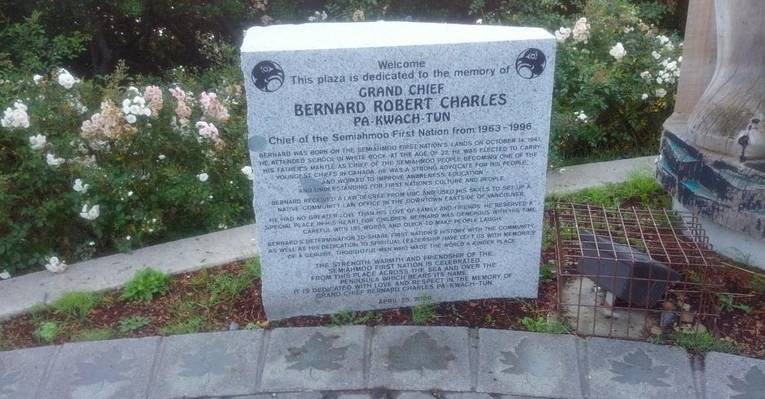 Welcome
This plaza is dedicated to the memory of
GRAND CHIEF
BERNARD ROBERT CHARLES
PA-KWACH-TUN
Chief of the Semiahmoo First Nation from 1963 - 1996
BERNARD WAS BORN ON THE SEMIAHMOO FIRST NATION'S LANDS ON OCTOBER 14, 1941.
HE ATTENDED SCHOOL IN WHITE ROCK. AT THE AGE OF 22, HE WAS ELECTED TO CARRY
HIS FATHER'S MANTLE AS CHIEF OF THE SEMIAHMOO PEOPLE, BECOMING ONE OF THE
YOUNGEST CHIEFS IN CANADA. HE WAS A STRONG ADVOCATE FOR HIS PEOPLE,
AND WORKED TO IMPROVE AWARENESS, EDUCATION
AND UNDERSTANDING FOR FIRST NATION'S CULTURE AND PEOPLE.
BERNARD RECEIVED A LAW DEGREE FROM UBC AND USED HIS SKILLS TO SET UP A
NATIVE COMMUNITY LAW OFFICE IN THE DOWNTOWN EASTSIDE OF VANCOUVER.
HE HAD NO GREATER LOVE THAN HIS LOVE OF FAMILY AND FRIENDS. HE RESERVED A
SPECIAL PLACE IN HIS HEART FOR CHILDREN. BERNARD WAS GENEROUS WITH HIS TIME,
CAREFUL WITH HIS WORDS AND QUICK TO MAKE PEOPLE LAUGH.
BERNARD'S DETERMINATION TO SHARE FIRST NATION'S HISTORY WITH THE COMMUNITY,
AS WELL AS HIS DEDICATION TO SPIRITUAL LEADERSHIP HAVE LEFT US WITH MEMORIES
OF A SENSIBLE, THOUGHTFUL MAN WHO MADE THE WORLD A KINDER PLACE.
THE STRENGTH, WARMTH AND FRIENDSHIP OF THE
SEMIAHMOO FIRST NATION IS CELEBRATED
FROM THIS PLACE ACROSS THE SEA AND OVER THE
PENINSULA WHICH BEARS ITS NAME.
IT IS DEDICATED WITH LOVE AND RESPECT IN THE MEMORY OF
GRAND CHIEF BERNARD CHARLES PA-KWACH-TUN
APRIL 25,